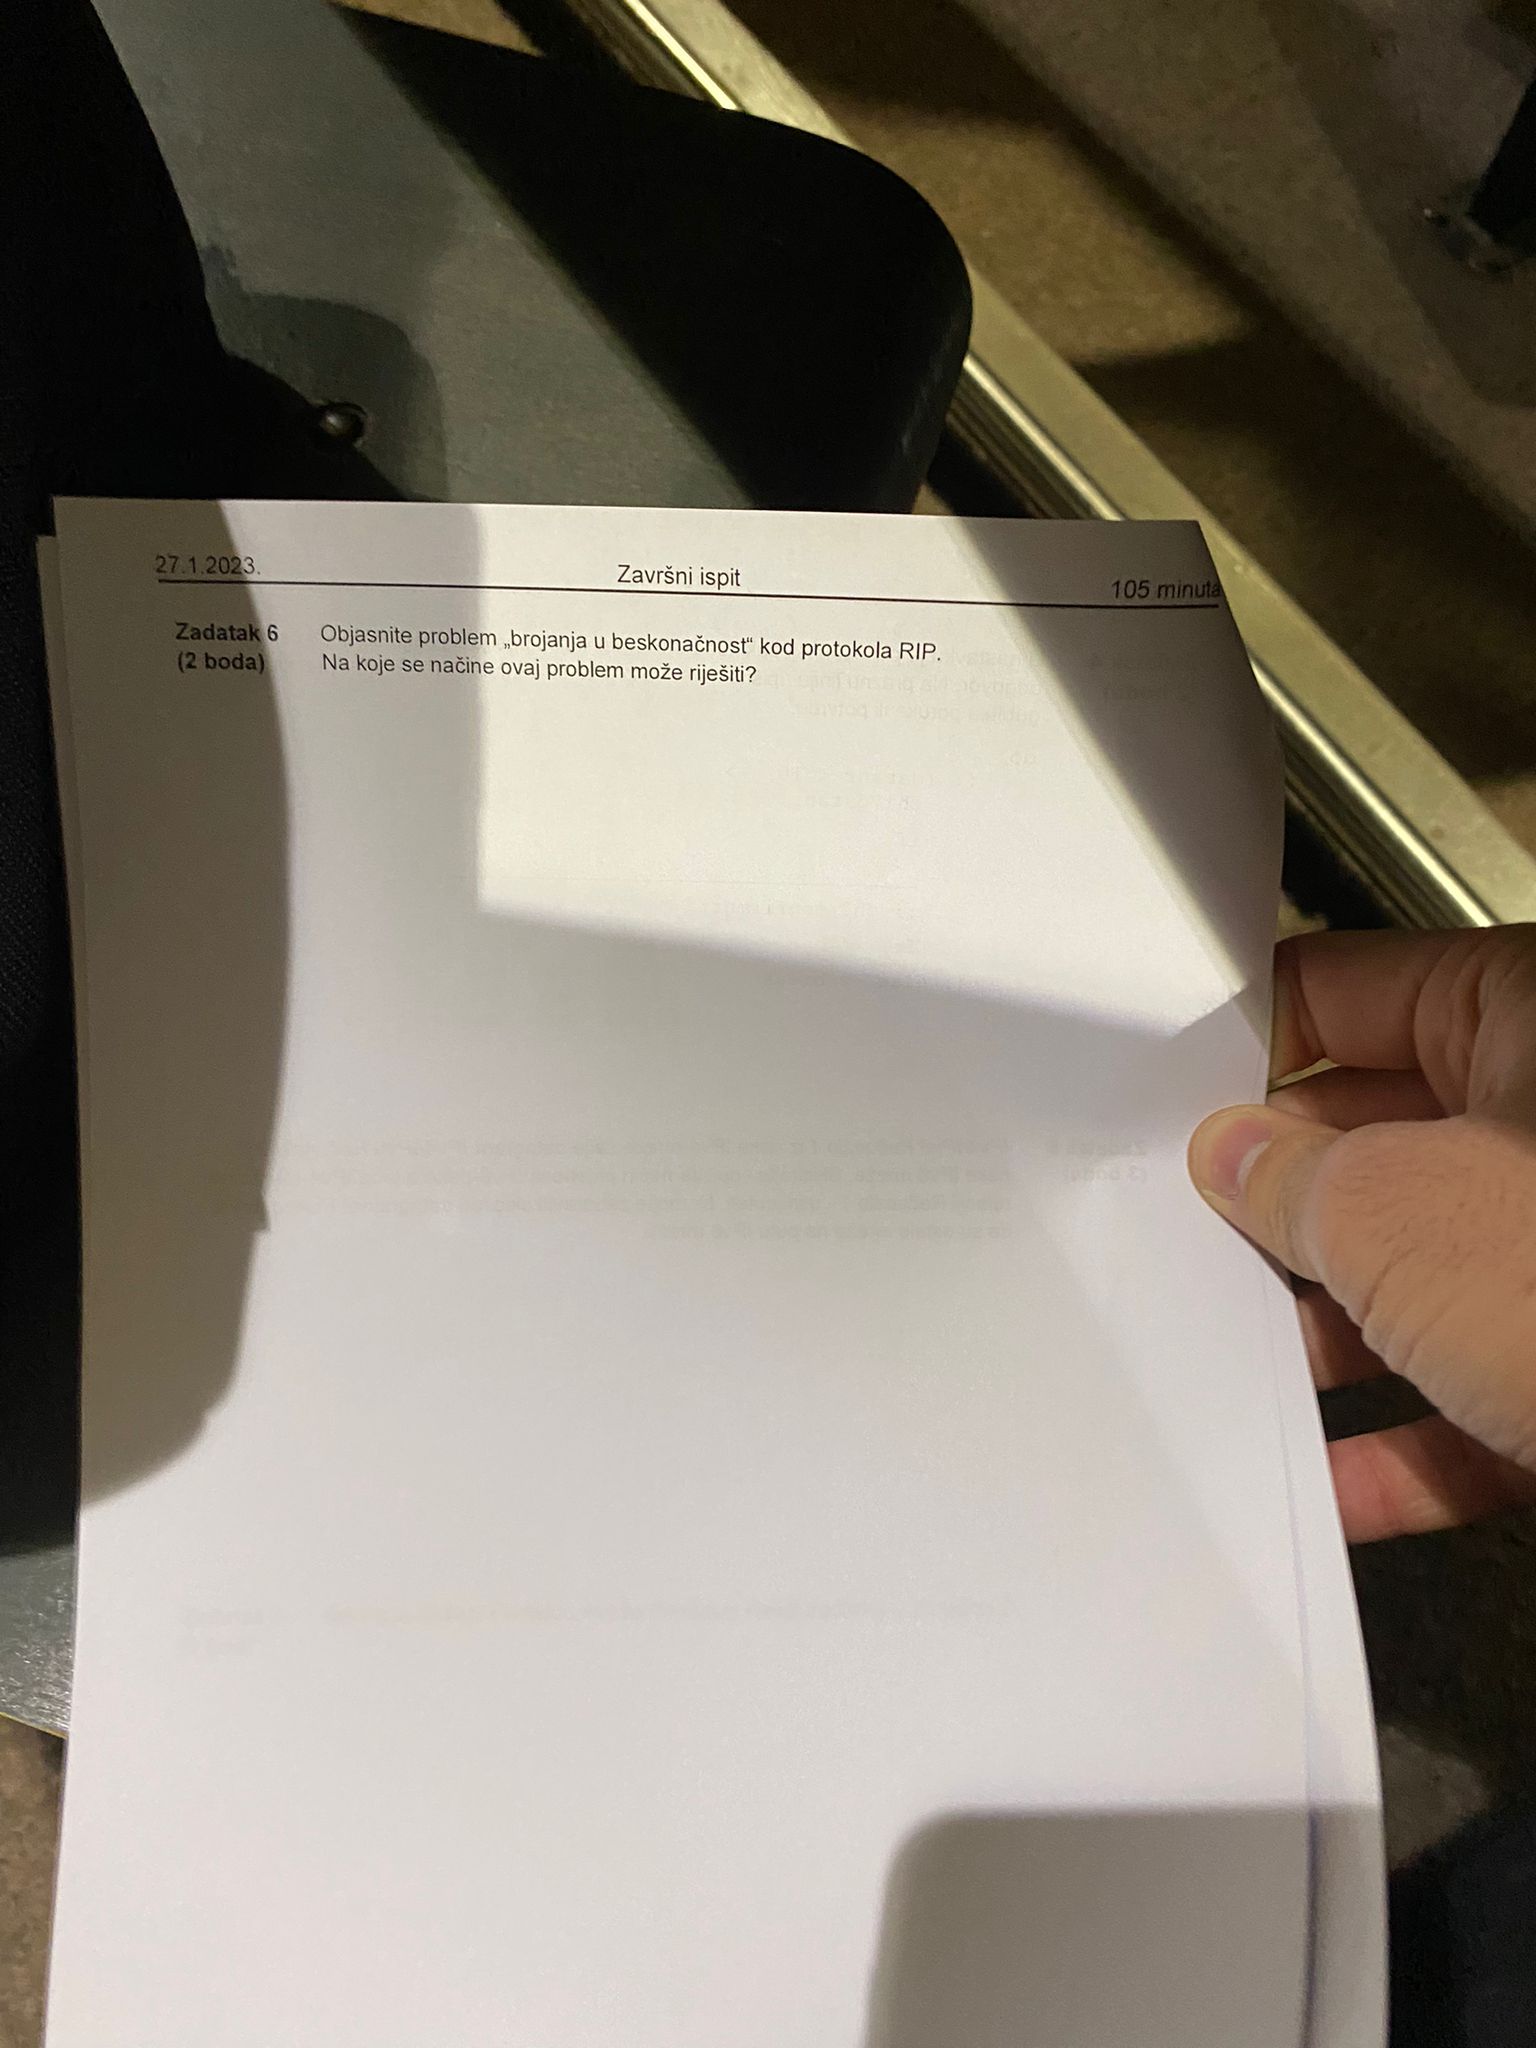 27.1.2023. Završni ispit 105 minuta
Zadatak 6 Objasnite problem „brojanja u beskonačnost“ kod protokola RIP.
(2 boda) Na koje se načine ovaj problem može riješiti?